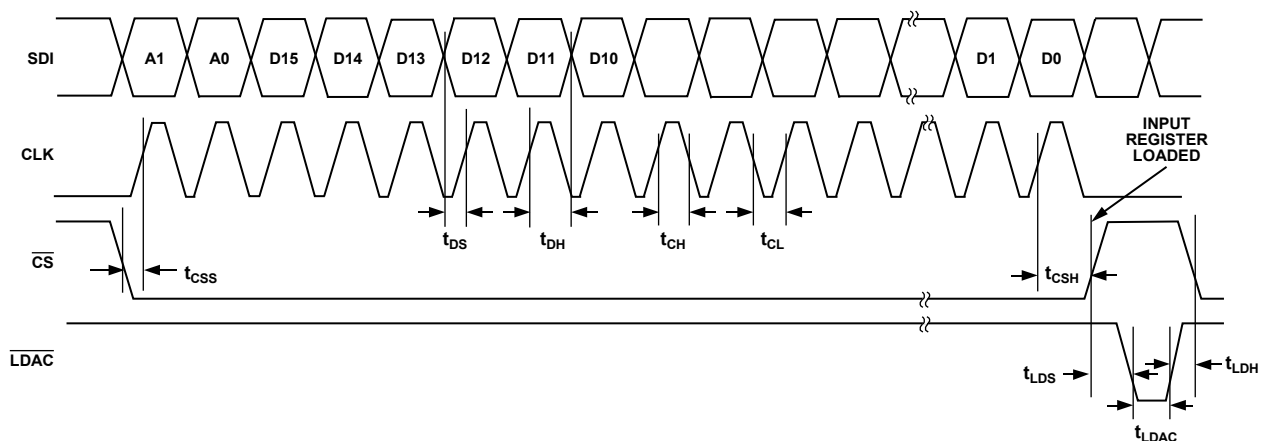 SDI A1 A0 D15 D14 D13 D12 D11 D10 D1 D0
INPUT
REGISTER
LOADED
CLK
tDS tDH tCH tCL
CS
tCSS
tCSH
LDAC
tLDS
tLDH
tLDAC